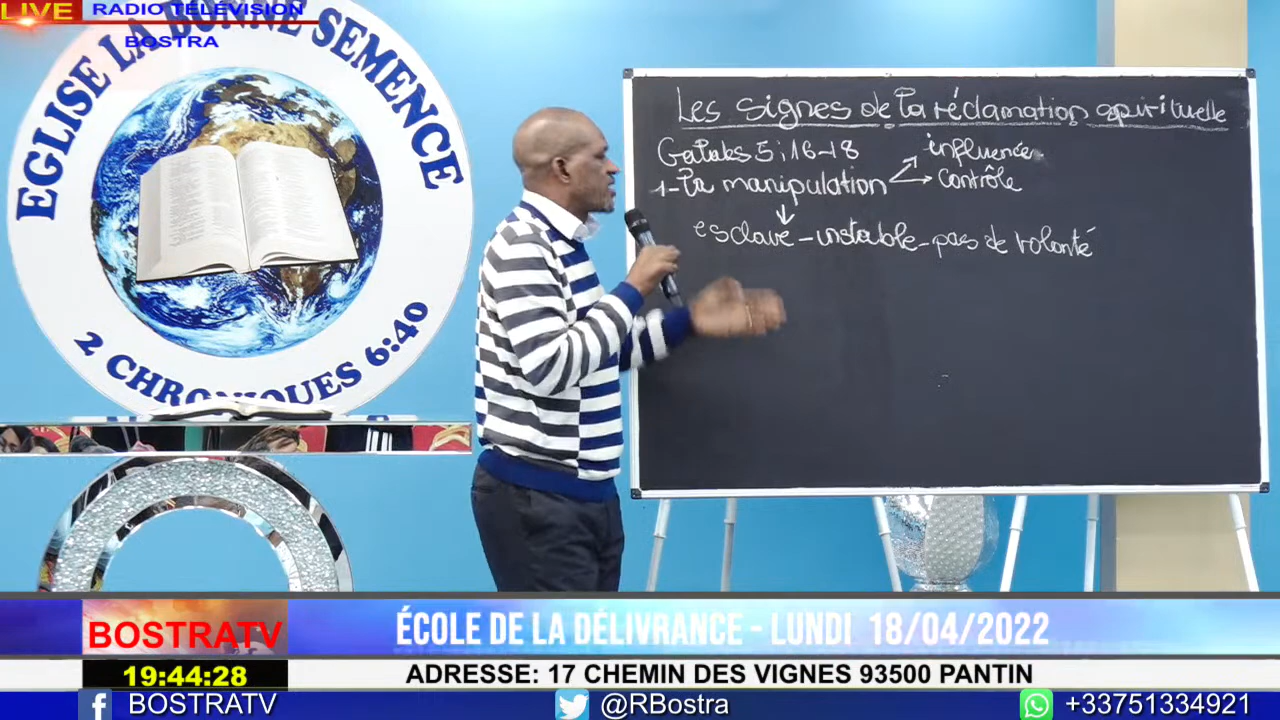 LIVE
RADIO TÉLÉVISION
BOSTRA
EGLISE LA BONNE SEMENCE
2 CHRONIQUES 6:40
Les signes de la réclamation spirituelle
Galates 5:16-18
influence
1- la manipulation
contrôle
esclave - instable - pas de volonté
BOSTRATV
ÉCOLE DE LA DÉLIVRANCE - LUNDI 18/04/2022
19:44:28
ADRESSE: 17 CHEMIN DES VIGNES 93500 PANTIN
BOSTRATV
@RBostra
+33751334921